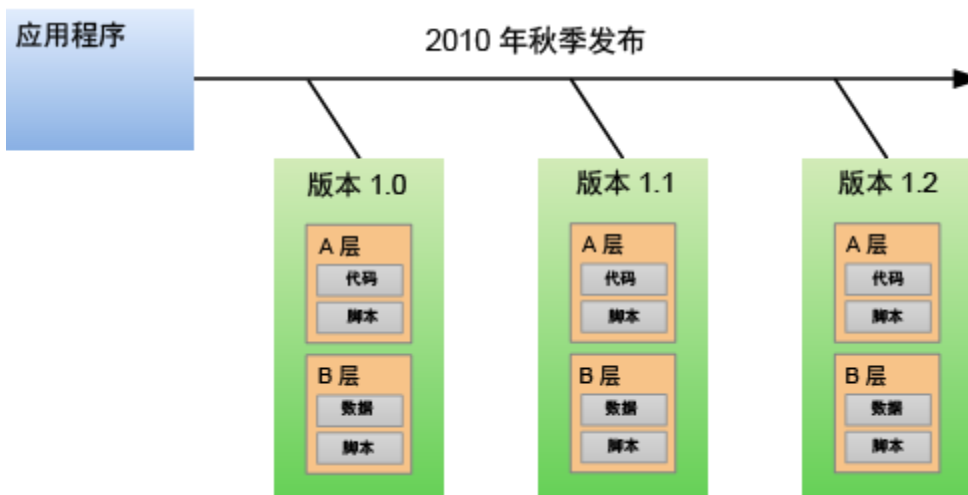 应用程序
2010 年秋季发布
版本 1.0
A 层
代码
脚本
B 层
数据
脚本
版本 1.1
A 层
代码
脚本
B 层
数据
脚本
版本 1.2
A 层
代码
脚本
B 层
数据
脚本